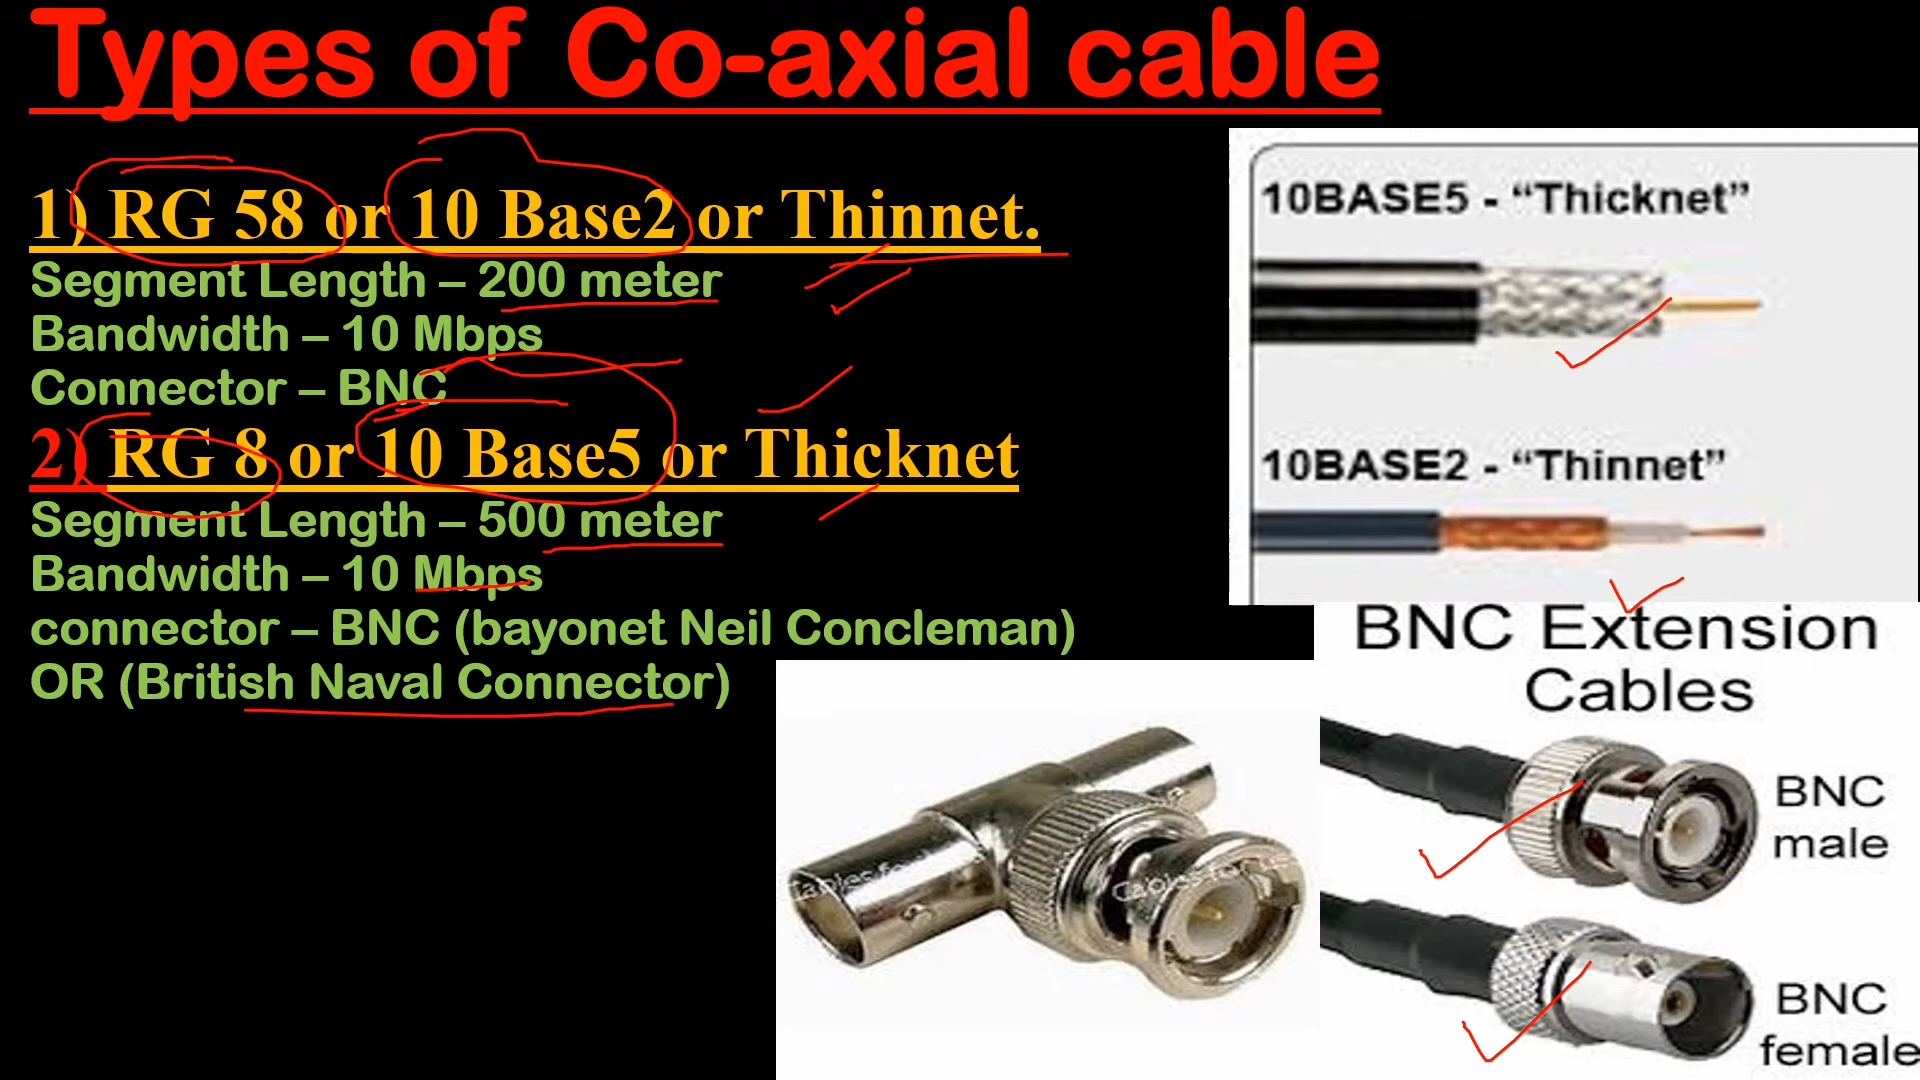 Types of Co-axial cable
1) RG 58 or 10 Base2 or Thinnet.
Segment Length – 200 meter
Bandwidth – 10 Mbps
Connector – BNC
2) RG 8 or 10 Base5 or Thicknet
Segment Length – 500 meter
Bandwidth – 10 Mbps
connector – BNC (bayonet Neil Concleman)
OR (British Naval Connector)
10BASE5 - “Thicknet”
10BASE2 - “Thinnet”
BNC Extension
Cables
BNC
male
BNC
female